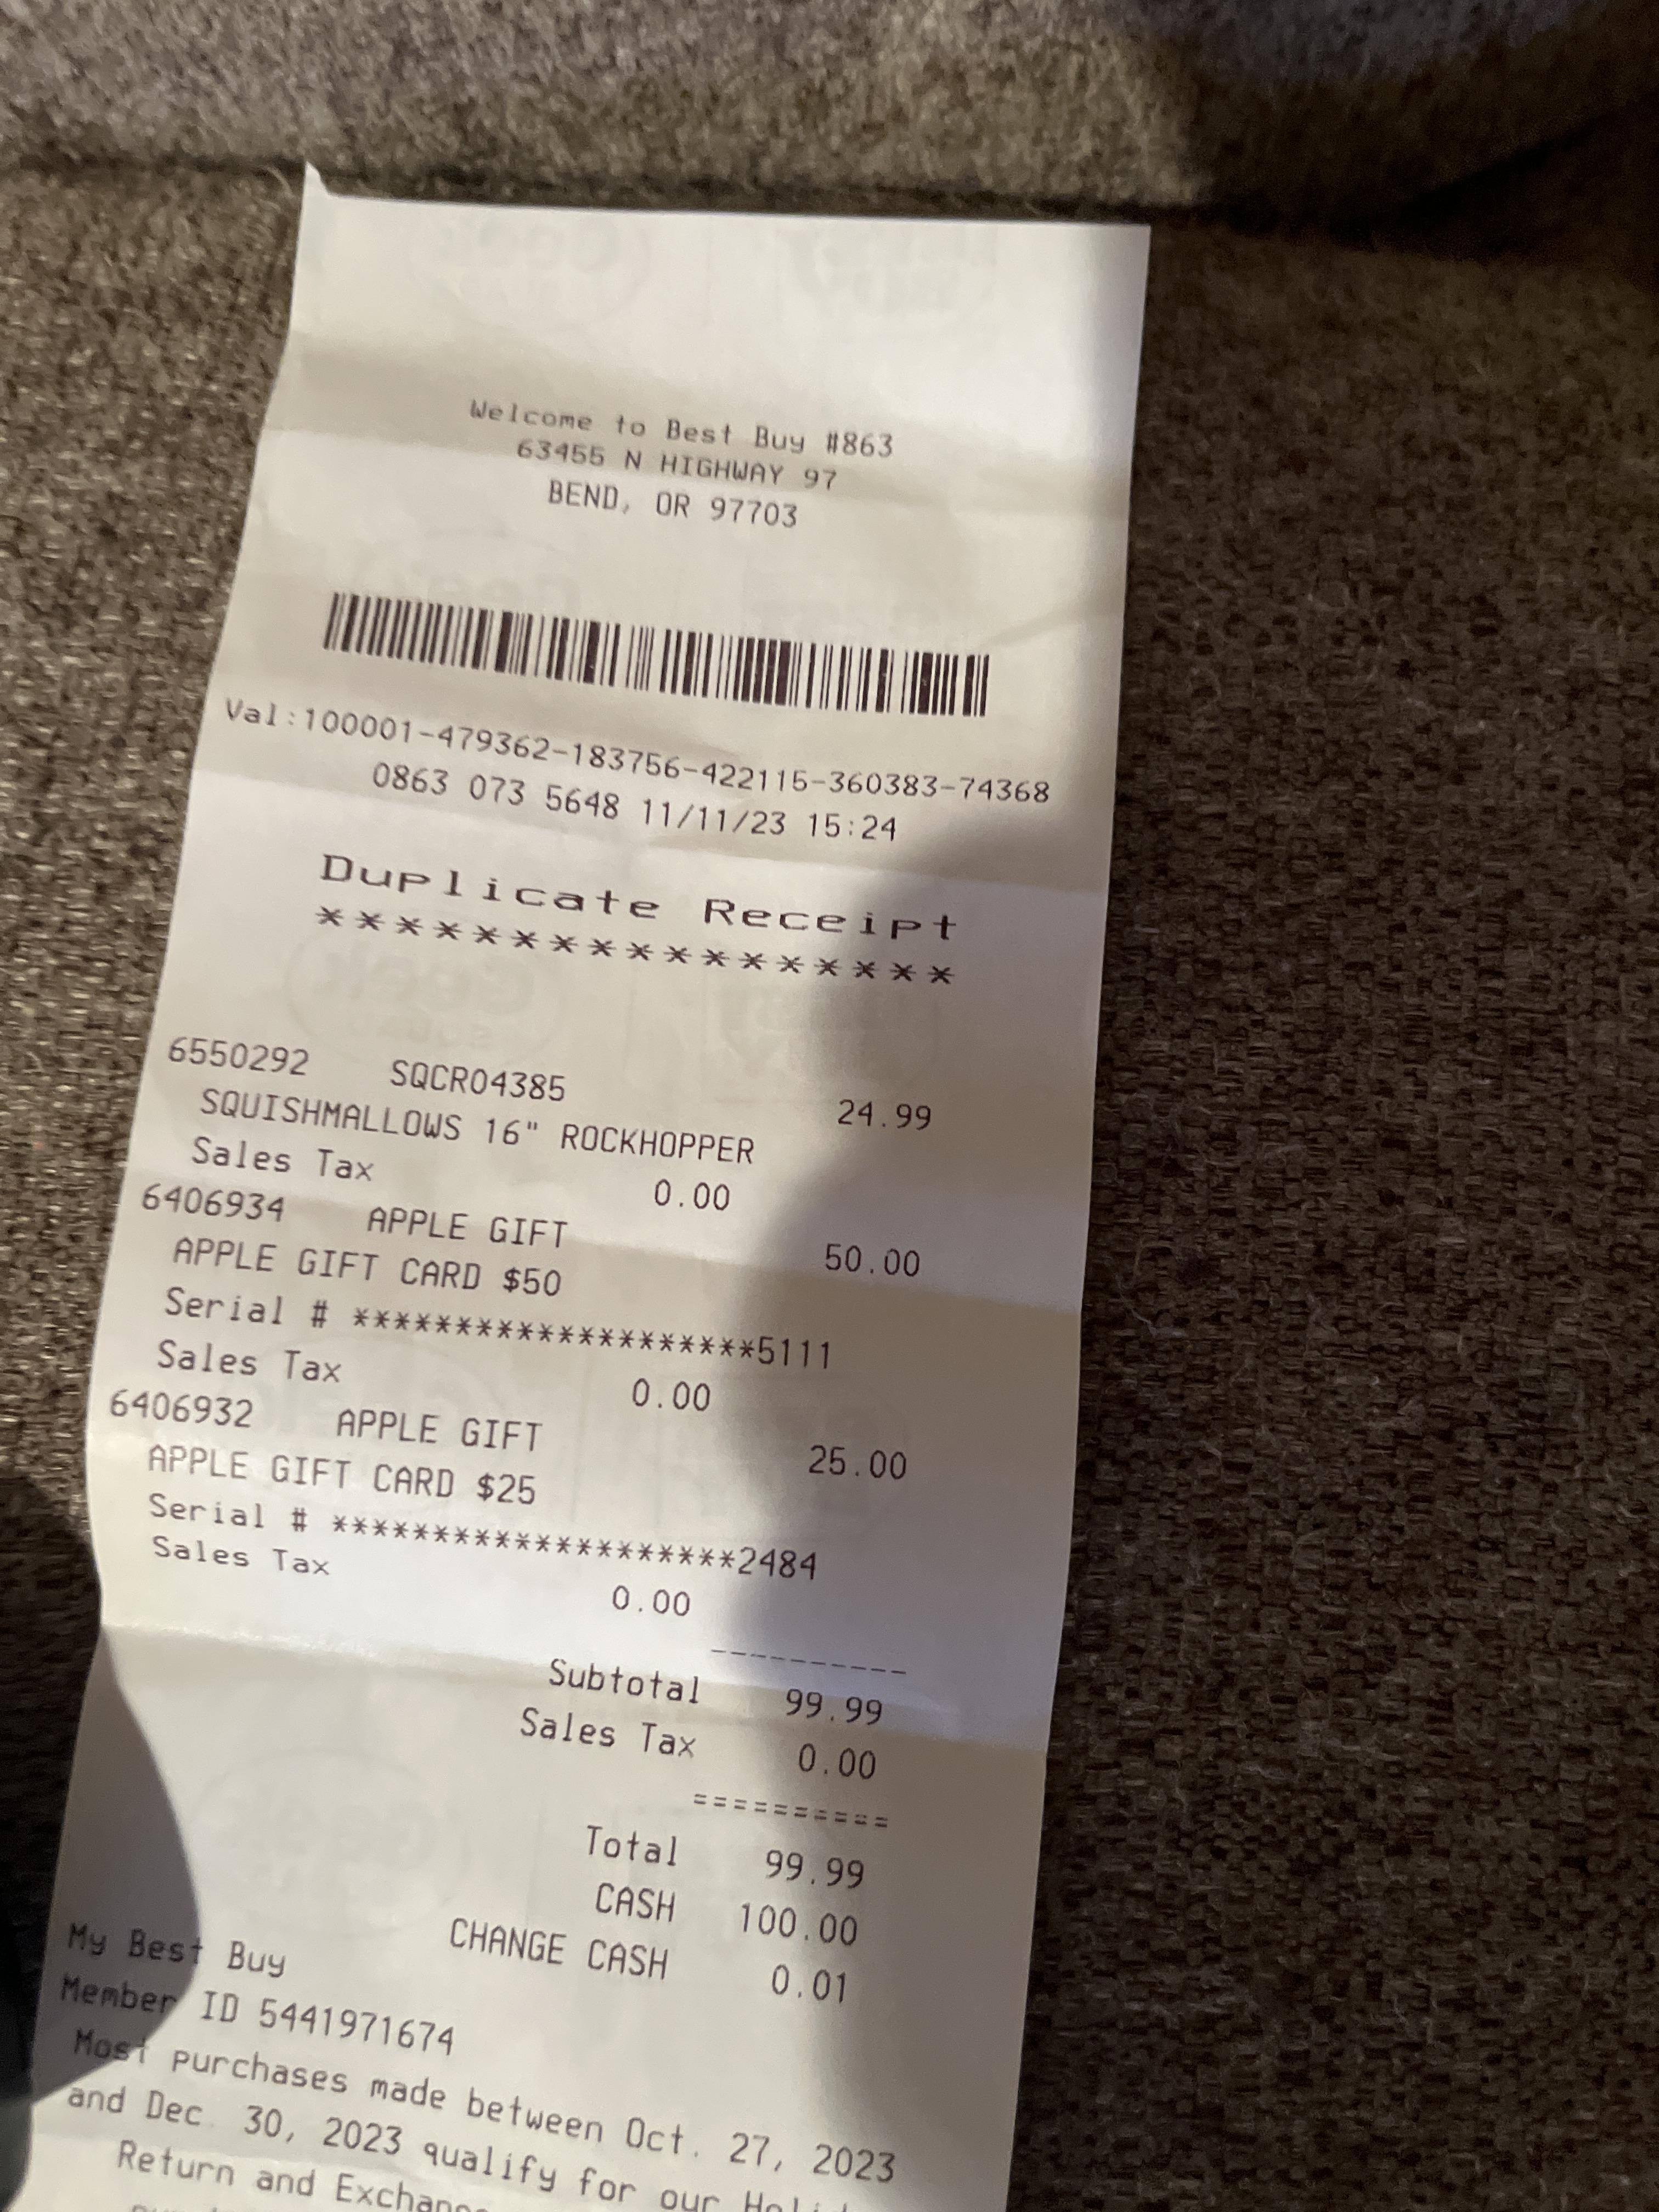 Welcome to Best Buy #863
63455 N HIGHWAY 97
BEND, OR 97703
Val:100001-479362-183756-422115-360383-74368
0863 073 5648 11/11/23 15:24
Duplicate Receipt
*****************
6550292 SQCR04385 24.99
SQUISHMALLOWS 16" ROCKHOPPER
Sales Tax 0.00
6406934 APPLE GIFT 50.00
APPLE GIFT CARD $50
Serial # ********************5111
Sales Tax 0.00
6406932 APPLE GIFT 25.00
APPLE GIFT CARD $25
Serial # ********************2484
Sales Tax 0.00
----------
Subtotal 99.99
Sales Tax 0.00
==========
Total 99.99
CASH 100.00
CHANGE CASH 0.01
My Best Buy
Member ID 5441971674
Most purchases made between Oct. 27, 2023
and Dec. 30, 2023 qualify for our
Return and